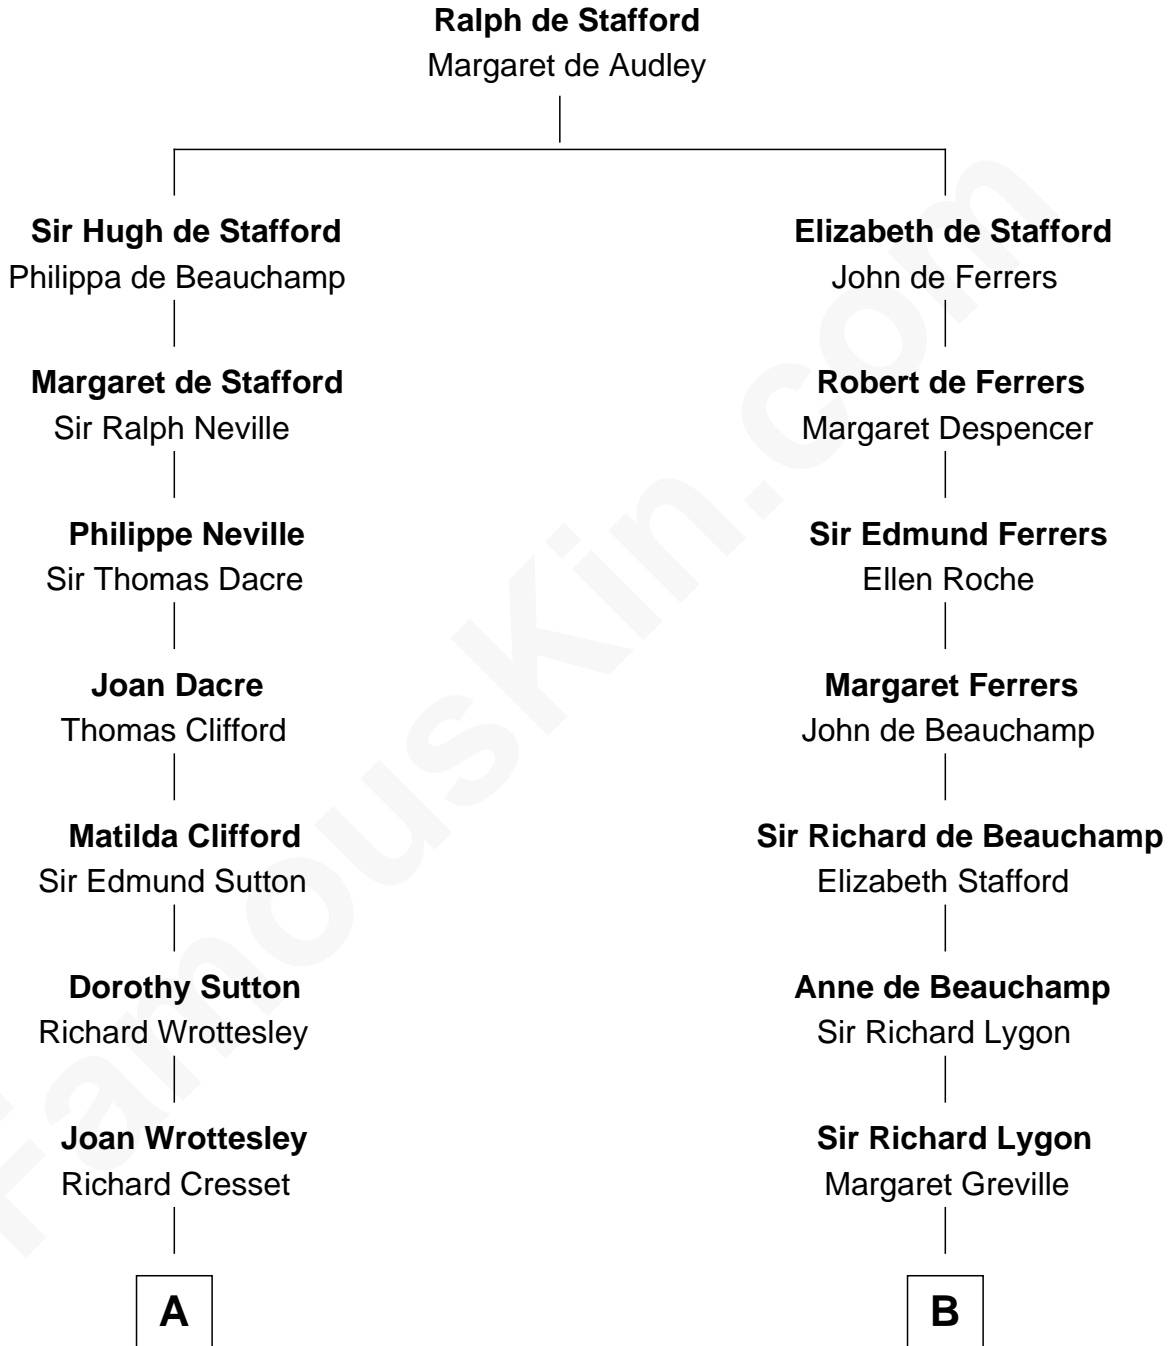 Ralph de Stafford
Margaret de Audley
Sir Hugh de Stafford
Philippa de Beauchamp
Margaret de Stafford
Sir Ralph Neville
Philippe Neville
Sir Thomas Dacre
Joan Dacre
Thomas Clifford
Matilda Clifford
Sir Edmund Sutton
Dorothy Sutton
Richard Wrottesley
Joan Wrottesley
Richard Cresset
A
Elizabeth de Stafford
John de Ferrers
Robert de Ferrers
Margaret Despencer
Sir Edmund Ferrers
Ellen Roche
Margaret Ferrers
John de Beauchamp
Sir Richard de Beauchamp
Elizabeth Stafford
Anne de Beauchamp
Sir Richard Lygon
Sir Richard Lygon
Margaret Greville
B
FamousKin.com